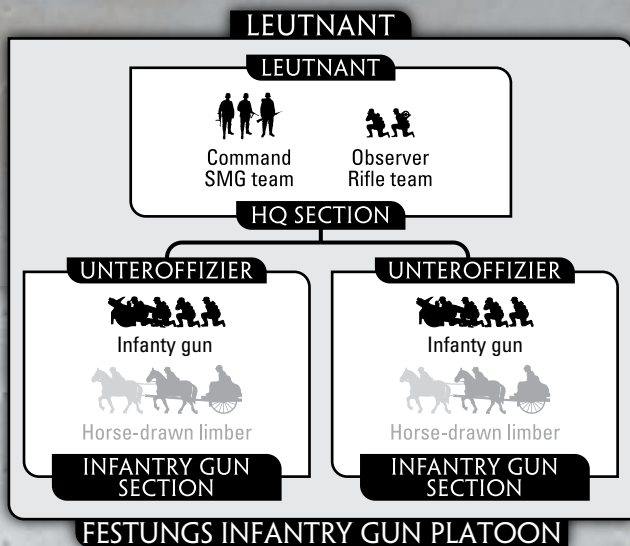 LEUTNANT
LEUTNANT
Command
SMG team
Observer
Rifle team
HQ SECTION
UNTEROFFIZIER
Infanty gun
Horse-drawn limber
INFANTRY GUN
SECTION
UNTEROFFIZIER
Infanty gun
Horse-drawn limber
INFANTRY GUN
SECTION
FESTUNGS INFANTRY GUN PLATOON